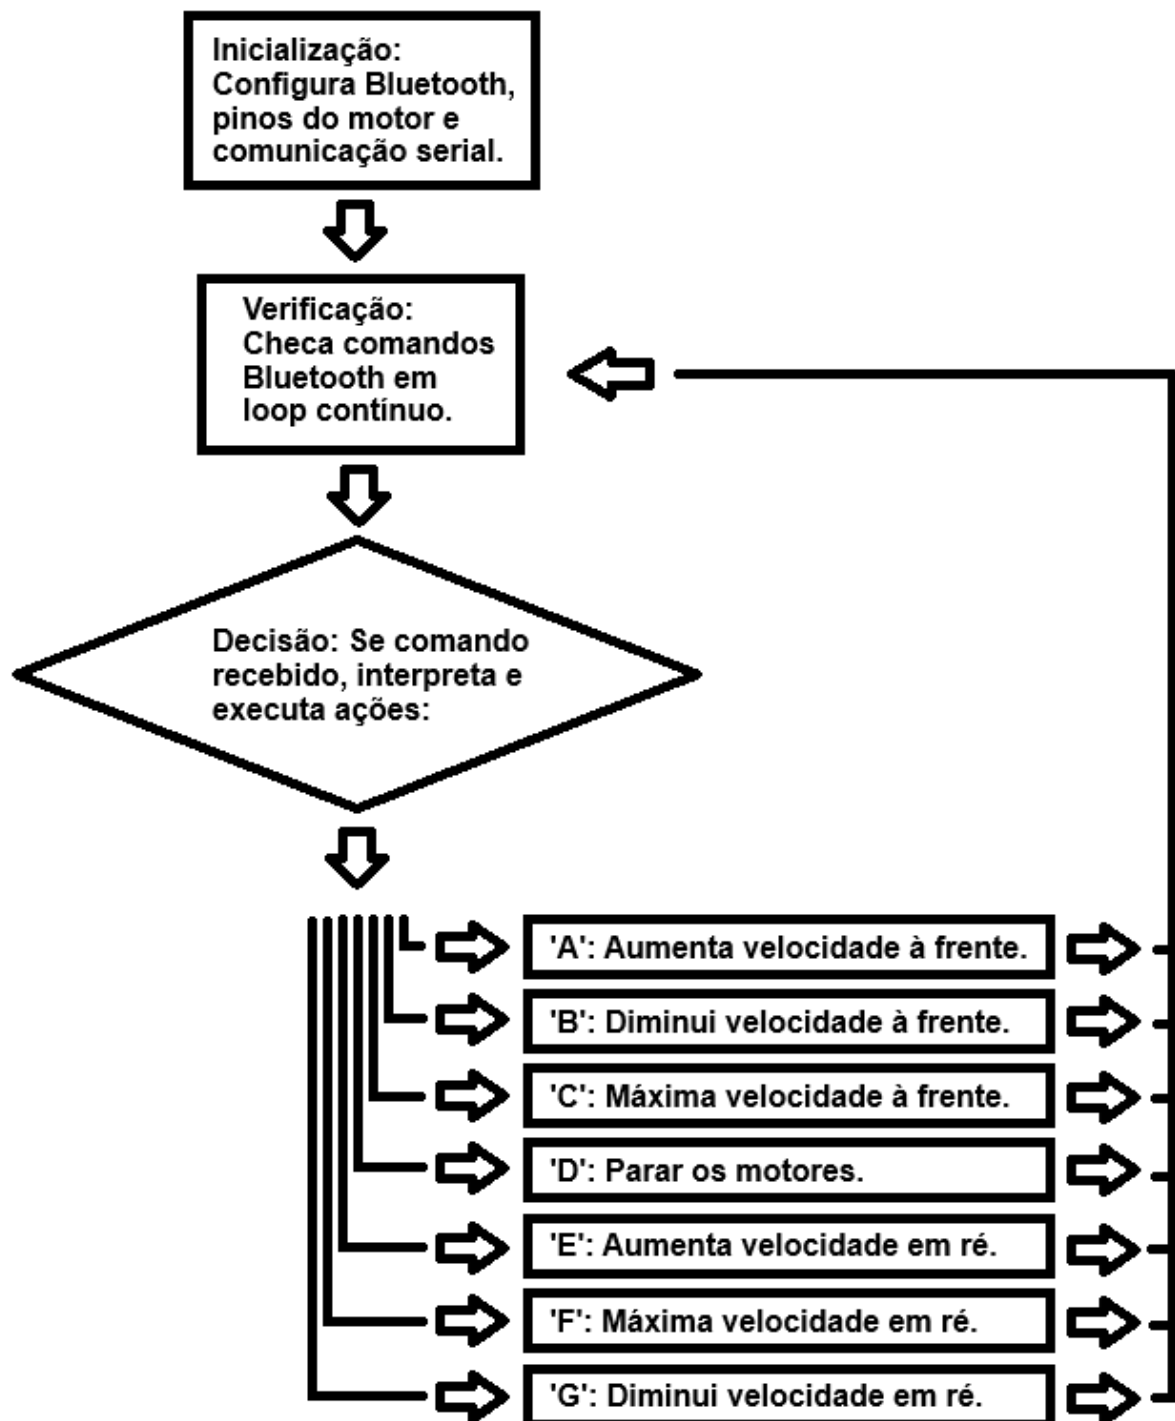 Inicialização:
Configura Bluetooth,
pinos do motor e
comunicação serial.
Verificação:
Checa comandos
Bluetooth em
loop contínuo.
Decisão: Se comando
recebido, interpreta e
executa ações:
'A': Aumenta velocidade à frente.
'B': Diminui velocidade à frente.
'C': Máxima velocidade à frente.
'D': Parar os motores.
'E': Aumenta velocidade em ré.
'F': Máxima velocidade em ré.
'G': Diminui velocidade em ré.